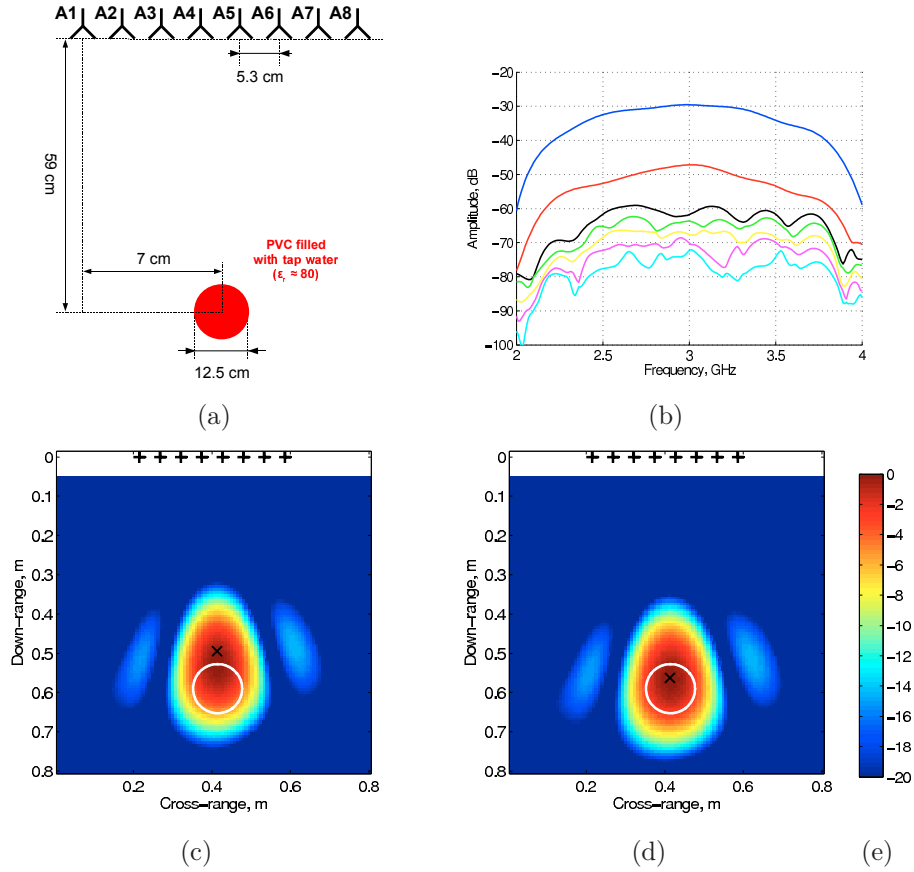 A1 A2 A3 A4 A5 A6 A7 A8
5.3 cm
59 cm
7 cm
PVC filled
with tap water
(εr ≈ 80)
12.5 cm
(a)
Amplitude, dB
−20
−30
−40
−50
−60
−70
−80
−90
−100
2 2.5 3 3.5 4
Frequency, GHz
(b)
Down−range, m
0
0.1
0.2
0.3
0.4
0.5
0.6
0.7
0.8
0 0.2 0.4 0.6 0.8
Cross−range, m
(c)
Down−range, m
0
0.1
0.2
0.3
0.4
0.5
0.6
0.7
0.8
0 0.2 0.4 0.6 0.8
Cross−range, m
(d)
0
−2
−4
−6
−8
−10
−12
−14
−16
−18
−20
(e)